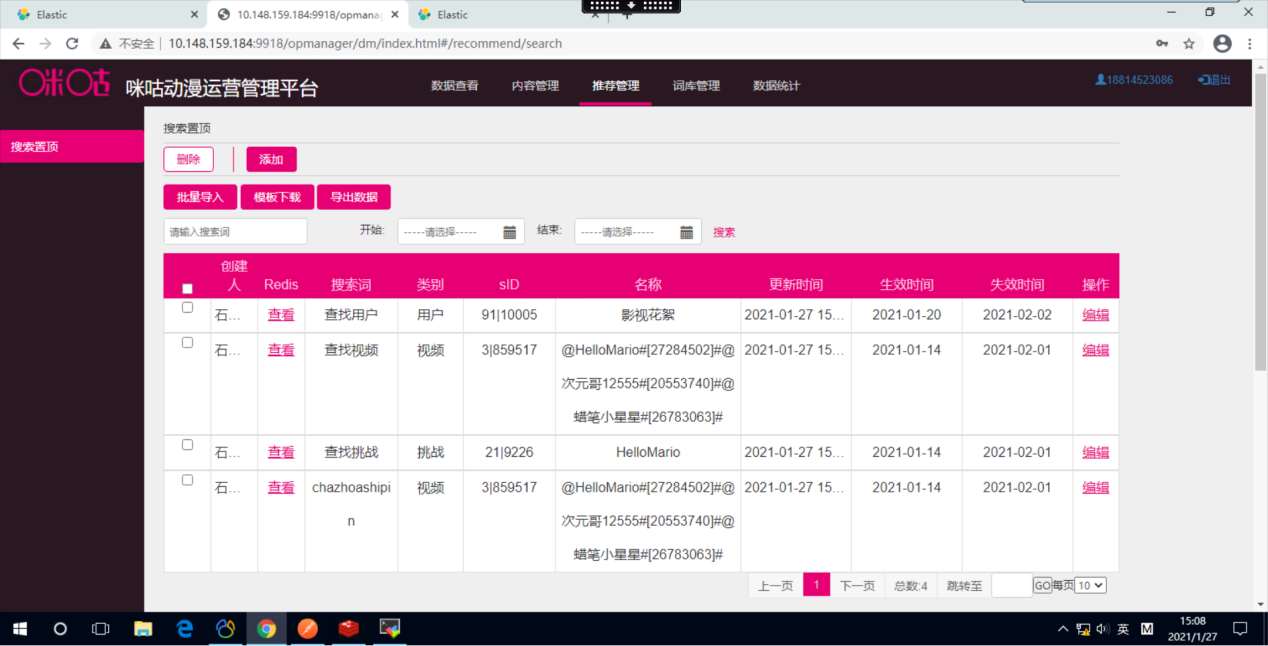 Elastic
10.148.159.184:9918/opmana
Elastic
不安全 | 10.148.159.184:9918/opmanager/dm/index.html#/recommend/search
咪咕 咪咕动漫运营管理平台 数据查看 内容管理 推荐管理 词库管理 数据统计 18814523086 退出
搜索置顶
搜索置顶
删除 添加
批量导入 模板下载 导出数据
请输入搜索词 开始: -----请选择----- 结束: -----请选择----- 搜索
创建
人 Redis 搜索词 类别 sID 名称 更新时间 生效时间 失效时间 操作
石... 查看 查找用户 用户 91|10005 影视花絮 2021-01-27 15... 2021-01-20 2021-02-02 编辑
石... 查看 查找视频 视频 3|859517 @HelloMario#[27284502]#@ 2021-01-27 15... 2021-01-14 2021-02-01 编辑
次元哥12555#[20553740]#@
蜡笔小星星#[26783063]#
石... 查看 查找挑战 挑战 21|9226 HelloMario 2021-01-27 15... 2021-01-14 2021-02-01 编辑
石... 查看 chazhoashipi 视频 3|859517 @HelloMario#[27284502]#@ 2021-01-27 15... 2021-01-14 2021-02-01 编辑
n 次元哥12555#[20553740]#@
蜡笔小星星#[26783063]#
上一页 1 下一页 总数:4 跳转至 GO 每页 10
英 M 15:08
2021/1/27